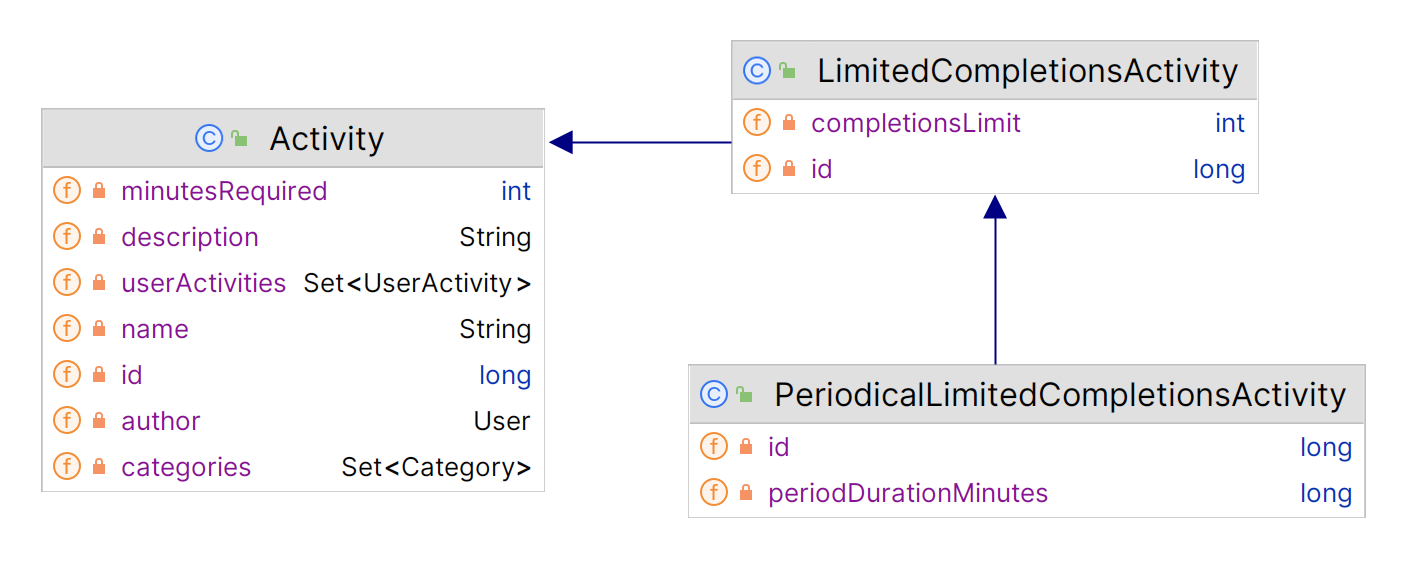 C Activity
f minutesRequired int
f description String
f userActivities Set<UserActivity>
f name String
f id long
f author User
f categories Set<Category>
C LimitedCompletionsActivity
f completionsLimit int
f id long
C PeriodicalLimitedCompletionsActivity
f id long
f periodDurationMinutes long